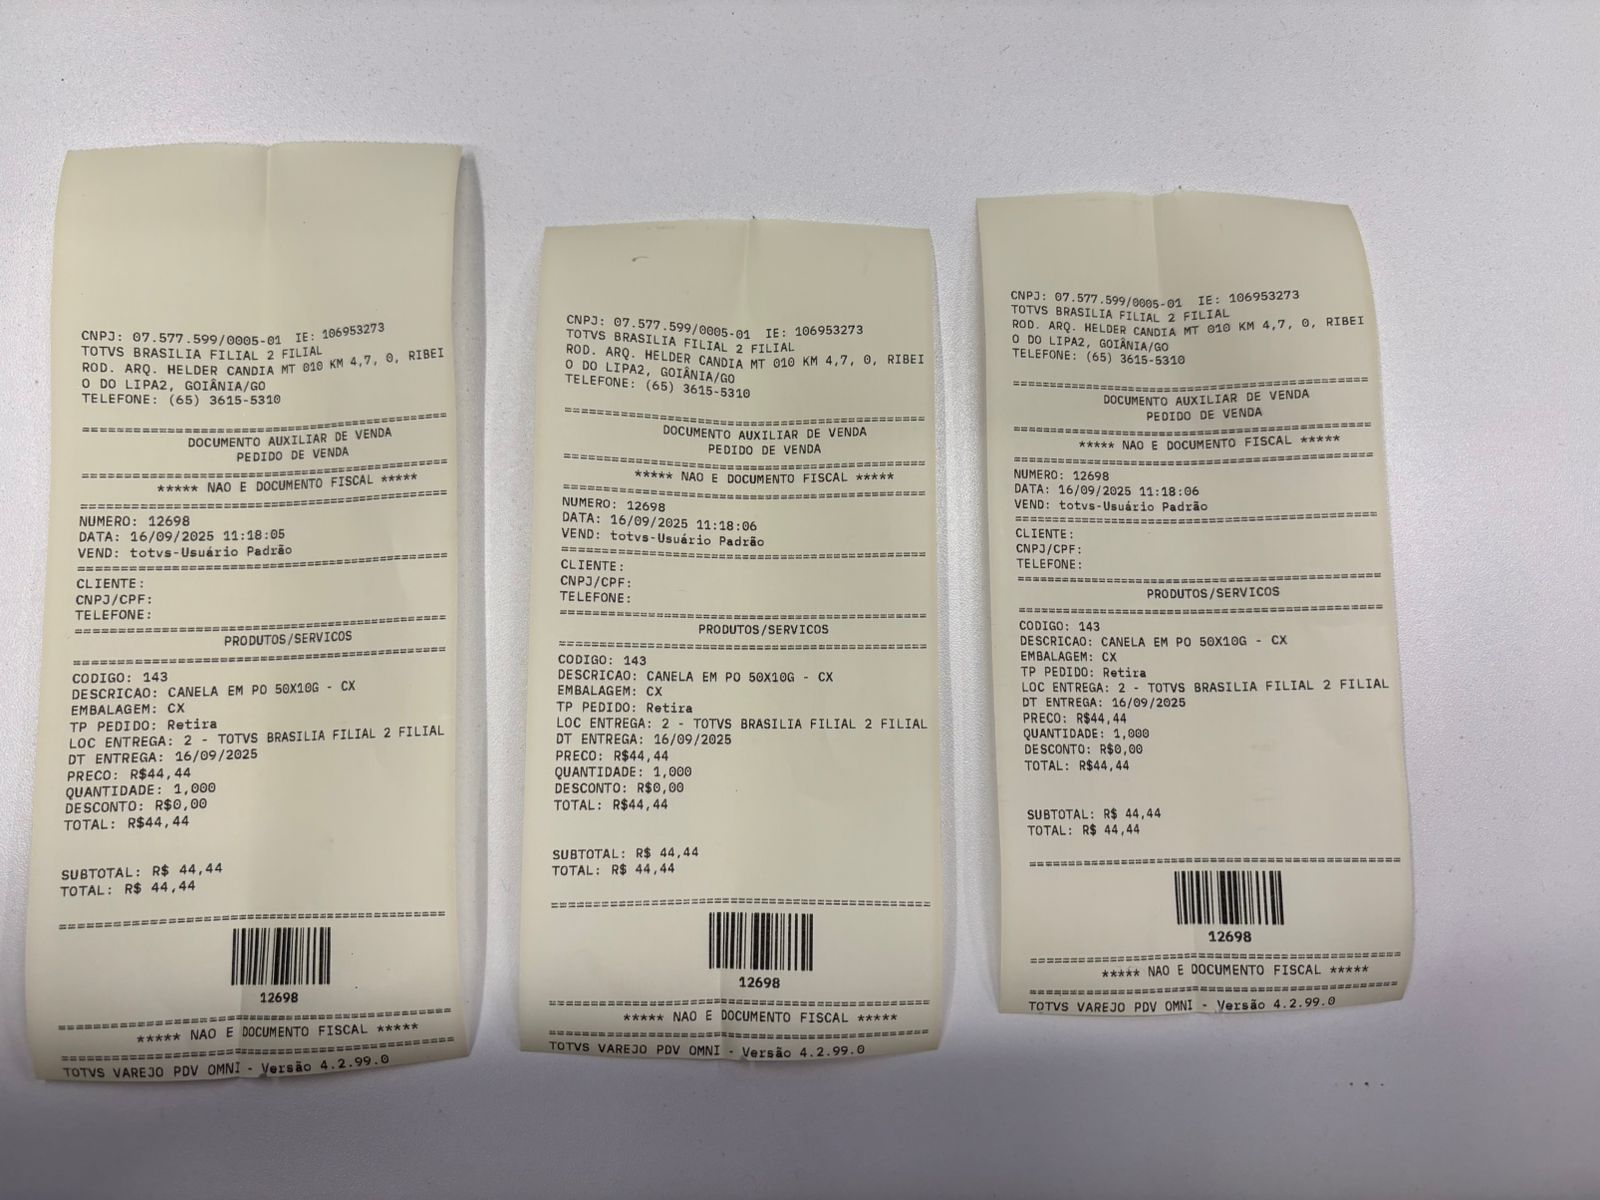 CNPJ: 07.577.599/0005-01 IE: 106953273
TOTVS BRASILIA FILIAL 2 FILIAL
ROD. ARQ. HELDER CANDIA MT 010 KM 4,7, 0, RIBEI
O DO LIPA2, GOIÂNIA/GO
TELEFONE: (65) 3615-5310
===============================================
DOCUMENTO AUXILIAR DE VENDA
PEDIDO DE VENDA
===============================================
***** NAO E DOCUMENTO FISCAL *****
===============================================
NUMERO: 12698
DATA: 16/09/2025 11:18:05
VEND: totvs-Usuário Padrão
===============================================
CLIENTE:
CNPJ/CPF:
TELEFONE:
===============================================
PRODUTOS/SERVICOS
===============================================
CODIGO: 143
DESCRICAO: CANELA EM PO 50X10G - CX
EMBALAGEM: CX
TP PEDIDO: Retira
LOC ENTREGA: 2 - TOTVS BRASILIA FILIAL 2 FILIAL
DT ENTREGA: 16/09/2025
PRECO: R$44,44
QUANTIDADE: 1,000
DESCONTO: R$0,00
TOTAL: R$44,44
SUBTOTAL: R$ 44,44
TOTAL: R$ 44,44
===============================================
12698
===============================================
***** NAO E DOCUMENTO FISCAL *****
===============================================
TOTVS VAREJO PDV OMNI - Versão 4.2.99.0
CNPJ: 07.577.599/0005-01 IE: 106953273
TOTVS BRASILIA FILIAL 2 FILIAL
ROD. ARQ. HELDER CANDIA MT 010 KM 4,7, 0, RIBEI
O DO LIPA2, GOIÂNIA/GO
TELEFONE: (65) 3615-5310
===============================================
DOCUMENTO AUXILIAR DE VENDA
PEDIDO DE VENDA
===============================================
***** NAO E DOCUMENTO FISCAL *****
===============================================
NUMERO: 12698
DATA: 16/09/2025 11:18:06
VEND: totvs-Usuário Padrão
===============================================
CLIENTE:
CNPJ/CPF:
TELEFONE:
===============================================
PRODUTOS/SERVICOS
===============================================
CODIGO: 143
DESCRICAO: CANELA EM PO 50X10G - CX
EMBALAGEM: CX
TP PEDIDO: Retira
LOC ENTREGA: 2 - TOTVS BRASILIA FILIAL 2 FILIAL
DT ENTREGA: 16/09/2025
PRECO: R$44,44
QUANTIDADE: 1,000
DESCONTO: R$0,00
TOTAL: R$44,44
SUBTOTAL: R$ 44,44
TOTAL: R$ 44,44
===============================================
12698
===============================================
***** NAO E DOCUMENTO FISCAL *****
===============================================
TOTVS VAREJO PDV OMNI - Versão 4.2.99.0
CNPJ: 07.577.599/0005-01 IE: 106953273
TOTVS BRASILIA FILIAL 2 FILIAL
ROD. ARQ. HELDER CANDIA MT 010 KM 4,7, 0, RIBEI
O DO LIPA2, GOIÂNIA/GO
TELEFONE: (65) 3615-5310
===============================================
DOCUMENTO AUXILIAR DE VENDA
PEDIDO DE VENDA
===============================================
***** NAO E DOCUMENTO FISCAL *****
===============================================
NUMERO: 12698
DATA: 16/09/2025 11:18:06
VEND: totvs-Usuário Padrão
===============================================
CLIENTE:
CNPJ/CPF:
TELEFONE:
===============================================
PRODUTOS/SERVICOS
===============================================
CODIGO: 143
DESCRICAO: CANELA EM PO 50X10G - CX
EMBALAGEM: CX
TP PEDIDO: Retira
LOC ENTREGA: 2 - TOTVS BRASILIA FILIAL 2 FILIAL
DT ENTREGA: 16/09/2025
PRECO: R$44,44
QUANTIDADE: 1,000
DESCONTO: R$0,00
TOTAL: R$44,44
SUBTOTAL: R$ 44,44
TOTAL: R$ 44,44
===============================================
12698
===============================================
***** NAO E DOCUMENTO FISCAL *****
===============================================
TOTVS VAREJO PDV OMNI - Versão 4.2.99.0